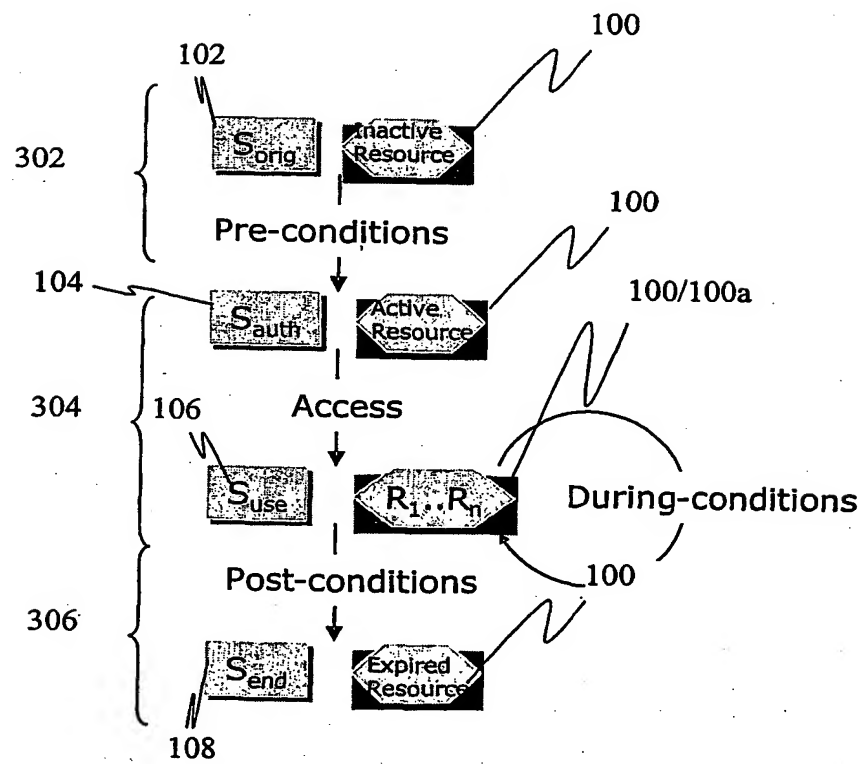 102
100
302
S_orig
Inactive
Resource
Pre-conditions
100
104
S_auth
Active
Resource
100/100a
304
Access
106
S_use
R_1..R_n
During-conditions
Post-conditions
100
306
S_end
Expired
Resource
108